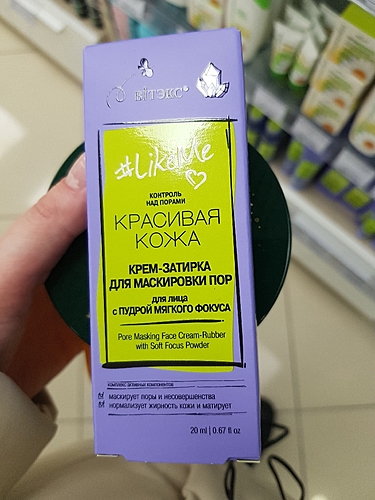 ВІТЭКС®
#LikeMe
КОНТРОЛЬ
НАД ПОРАМИ
КРАСИВАЯ
КОЖА
КРЕМ-ЗАТИРКА
ДЛЯ МАСКИРОВКИ ПОР
для лица
с ПУДРОЙ МЯГКОГО ФОКУСА
Pore Masking Face Cream-Rubber
with Soft Focus Powder
комплекс активных компонентов
маскирует поры и несовершенства
нормализует жирность кожи и матирует
20 ml | 0.67 fl oz